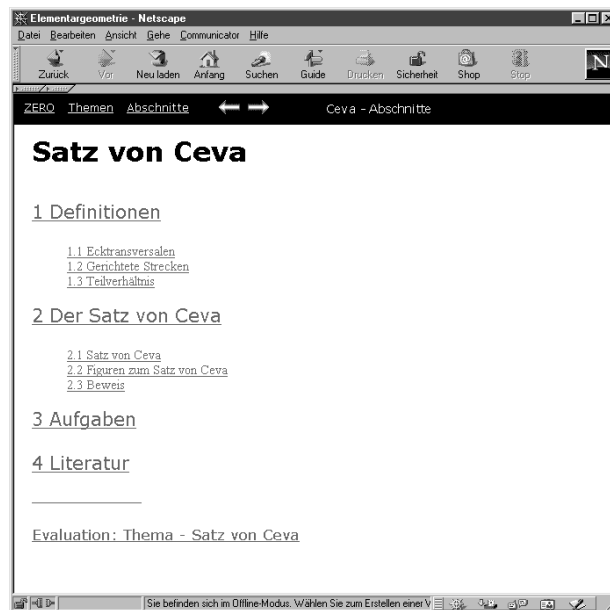 Elementargeometrie - Netscape
Datei Bearbeiten Ansicht Gehe Communicator Hilfe
Zurück Vor Neu laden Anfang Suchen Guide Drucken Sicherheit Shop Stop N
ZERO Themen Abschnitte Ceva - Abschnitte
Satz von Ceva
1 Definitionen
1.1 Ecktransversalen
1.2 Gerichtete Strecken
1.3 Teilverhältnis
2 Der Satz von Ceva
2.1 Satz von Ceva
2.2 Figuren zum Satz von Ceva
2.3 Beweis
3 Aufgaben
4 Literatur
Evaluation: Thema - Satz von Ceva
Sie befinden sich im Offline-Modus. Wählen Sie zum Erstellen einer V